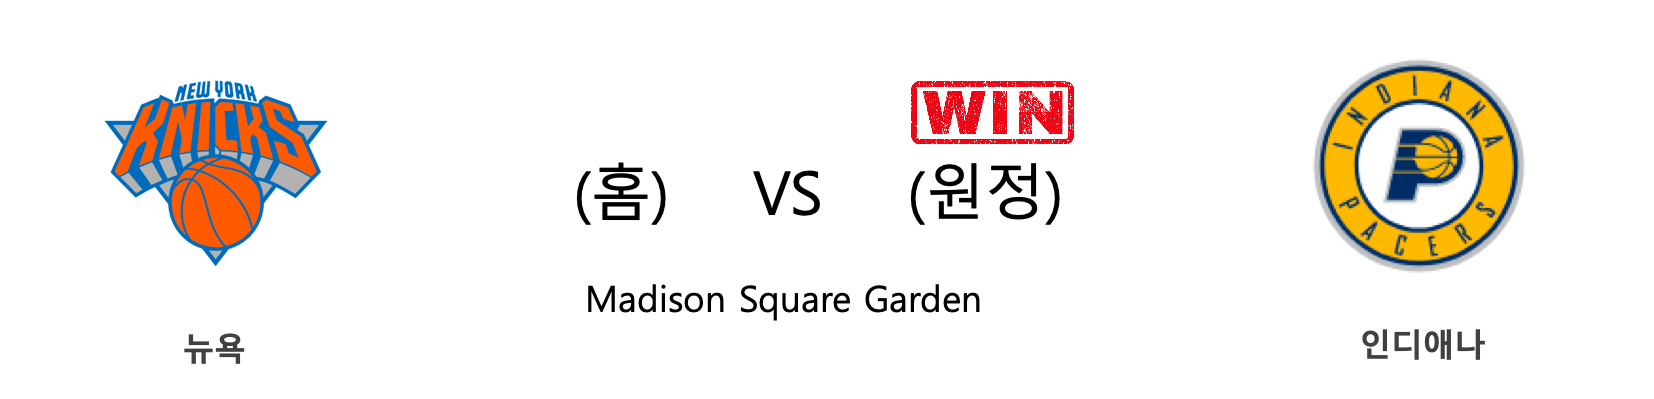 NEW YORK
KNICKS
WIN
INDIANA
PACERS
P
(홈) VS (원정)
Madison Square Garden
뉴욕
인디애나